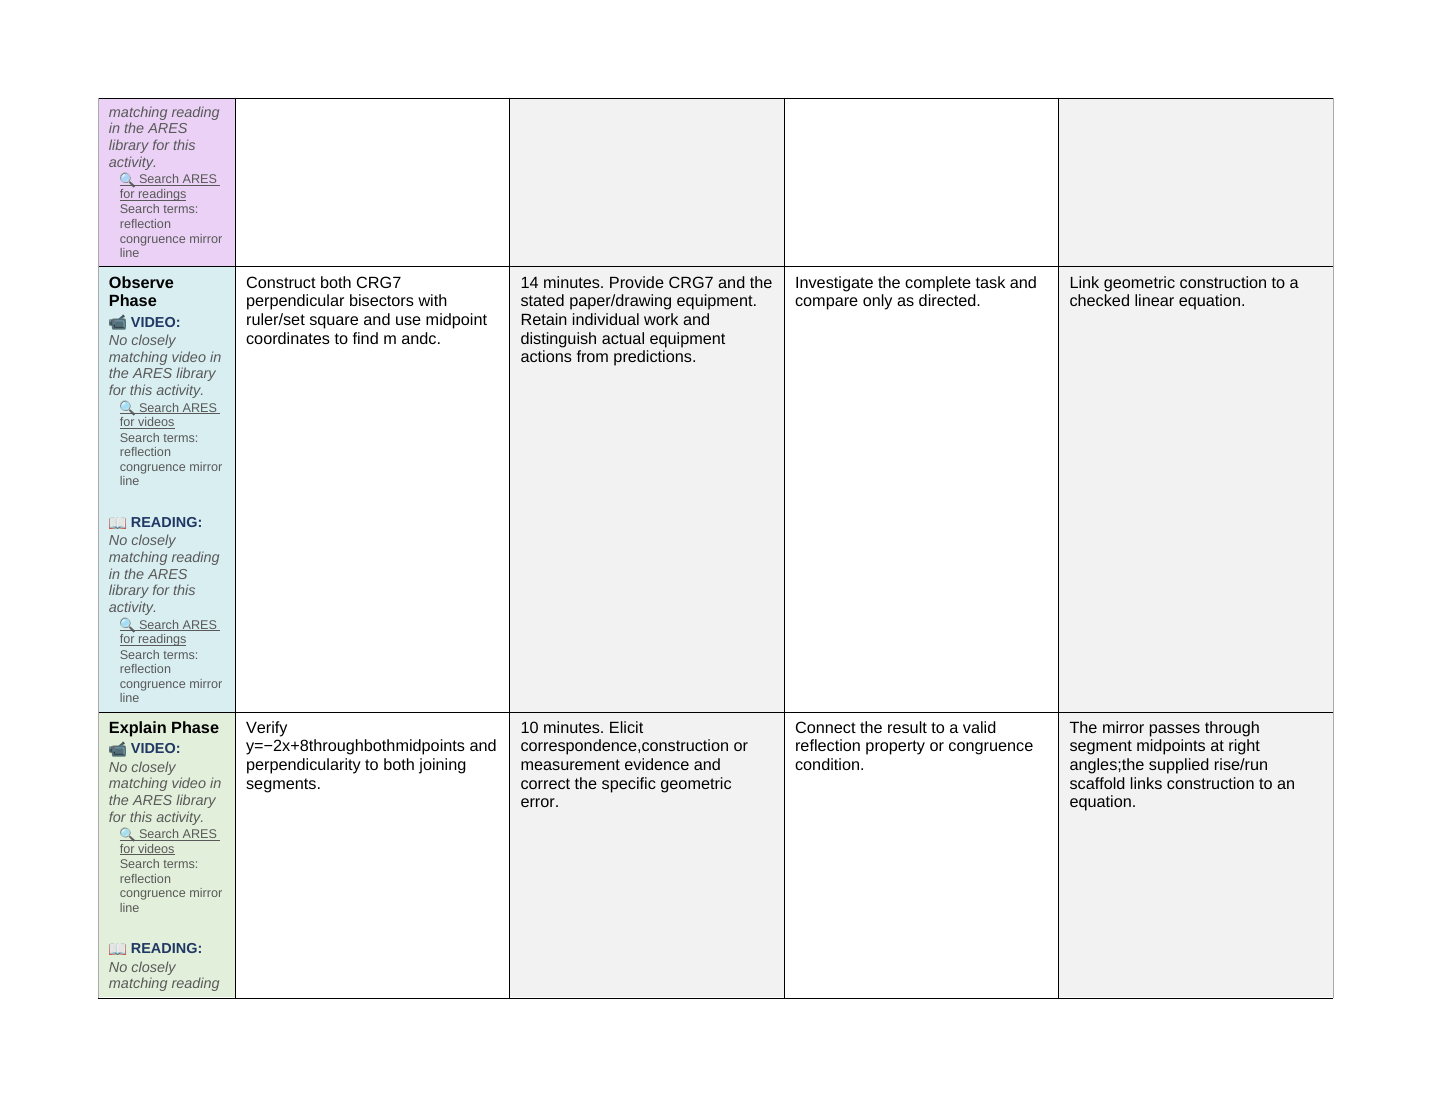 matching reading
in the ARES
library for this
activity.
🔍 Search ARES
for readings
Search terms:
reflection
congruence mirror
line
Observe
Phase
📹 VIDEO:
No closely
matching video in
the ARES library
for this activity.
🔍 Search ARES
for videos
Search terms:
reflection
congruence mirror
line
📖 READING:
No closely
matching reading
in the ARES
library for this
activity.
🔍 Search ARES
for readings
Search terms:
reflection
congruence mirror
line
Construct both CRG7
perpendicular bisectors with
ruler/set square and use midpoint
coordinates to find m andc.
14 minutes. Provide CRG7 and the
stated paper/drawing equipment.
Retain individual work and
distinguish actual equipment
actions from predictions.
Investigate the complete task and
compare only as directed.
Link geometric construction to a
checked linear equation.
Explain Phase
📹 VIDEO:
No closely
matching video in
the ARES library
for this activity.
🔍 Search ARES
for videos
Search terms:
reflection
congruence mirror
line
📖 READING:
No closely
matching reading
Verify
y=−2x+8throughbothmidpoints and
perpendicularity to both joining
segments.
10 minutes. Elicit
correspondence,construction or
measurement evidence and
correct the specific geometric
error.
Connect the result to a valid
reflection property or congruence
condition.
The mirror passes through
segment midpoints at right
angles;the supplied rise/run
scaffold links construction to an
equation.